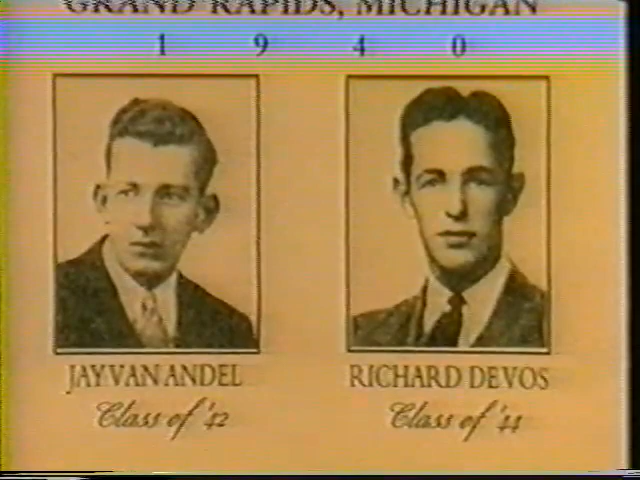 GRAND RAPIDS, MICHIGAN
1 9 4 0
JAY VAN ANDEL
RICHARD DEVOS
Class of '42
Class of '44